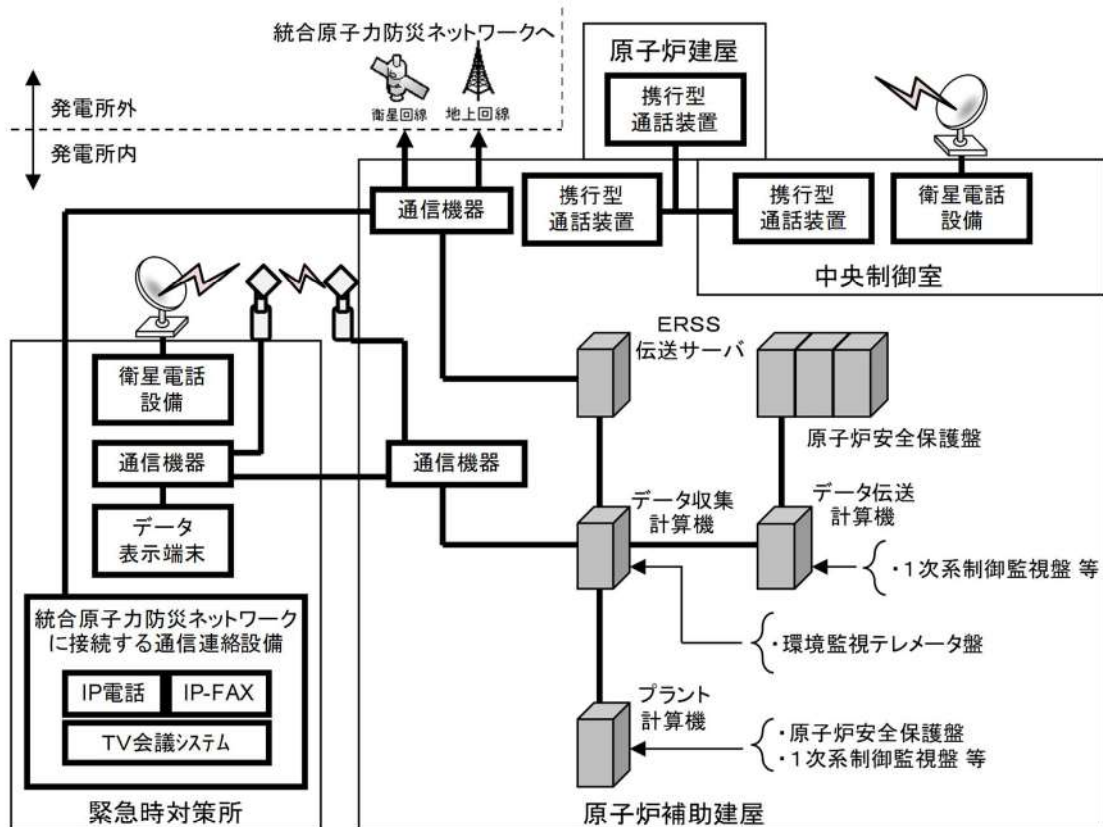 統合原子力防災ネットワークへ
発電所外
発電所内
衛星回線
地上回線
原子炉建屋
携行型
通話装置
通信機器
携行型
通話装置
携行型
通話装置
衛星電話
設備
中央制御室
衛星電話
設備
通信機器
データ
表示端末
統合原子力防災ネットワーク
に接続する通信連絡設備
IP電話
IP-FAX
TV会議システム
緊急時対策所
通信機器
ERSS
伝送サーバ
原子炉安全保護盤
データ収集
計算機
データ伝送
計算機
・1次系制御監視盤 等
・環境監視テレメータ盤
プラント
計算機
・原子炉安全保護盤
・1次系制御監視盤 等
原子炉補助建屋